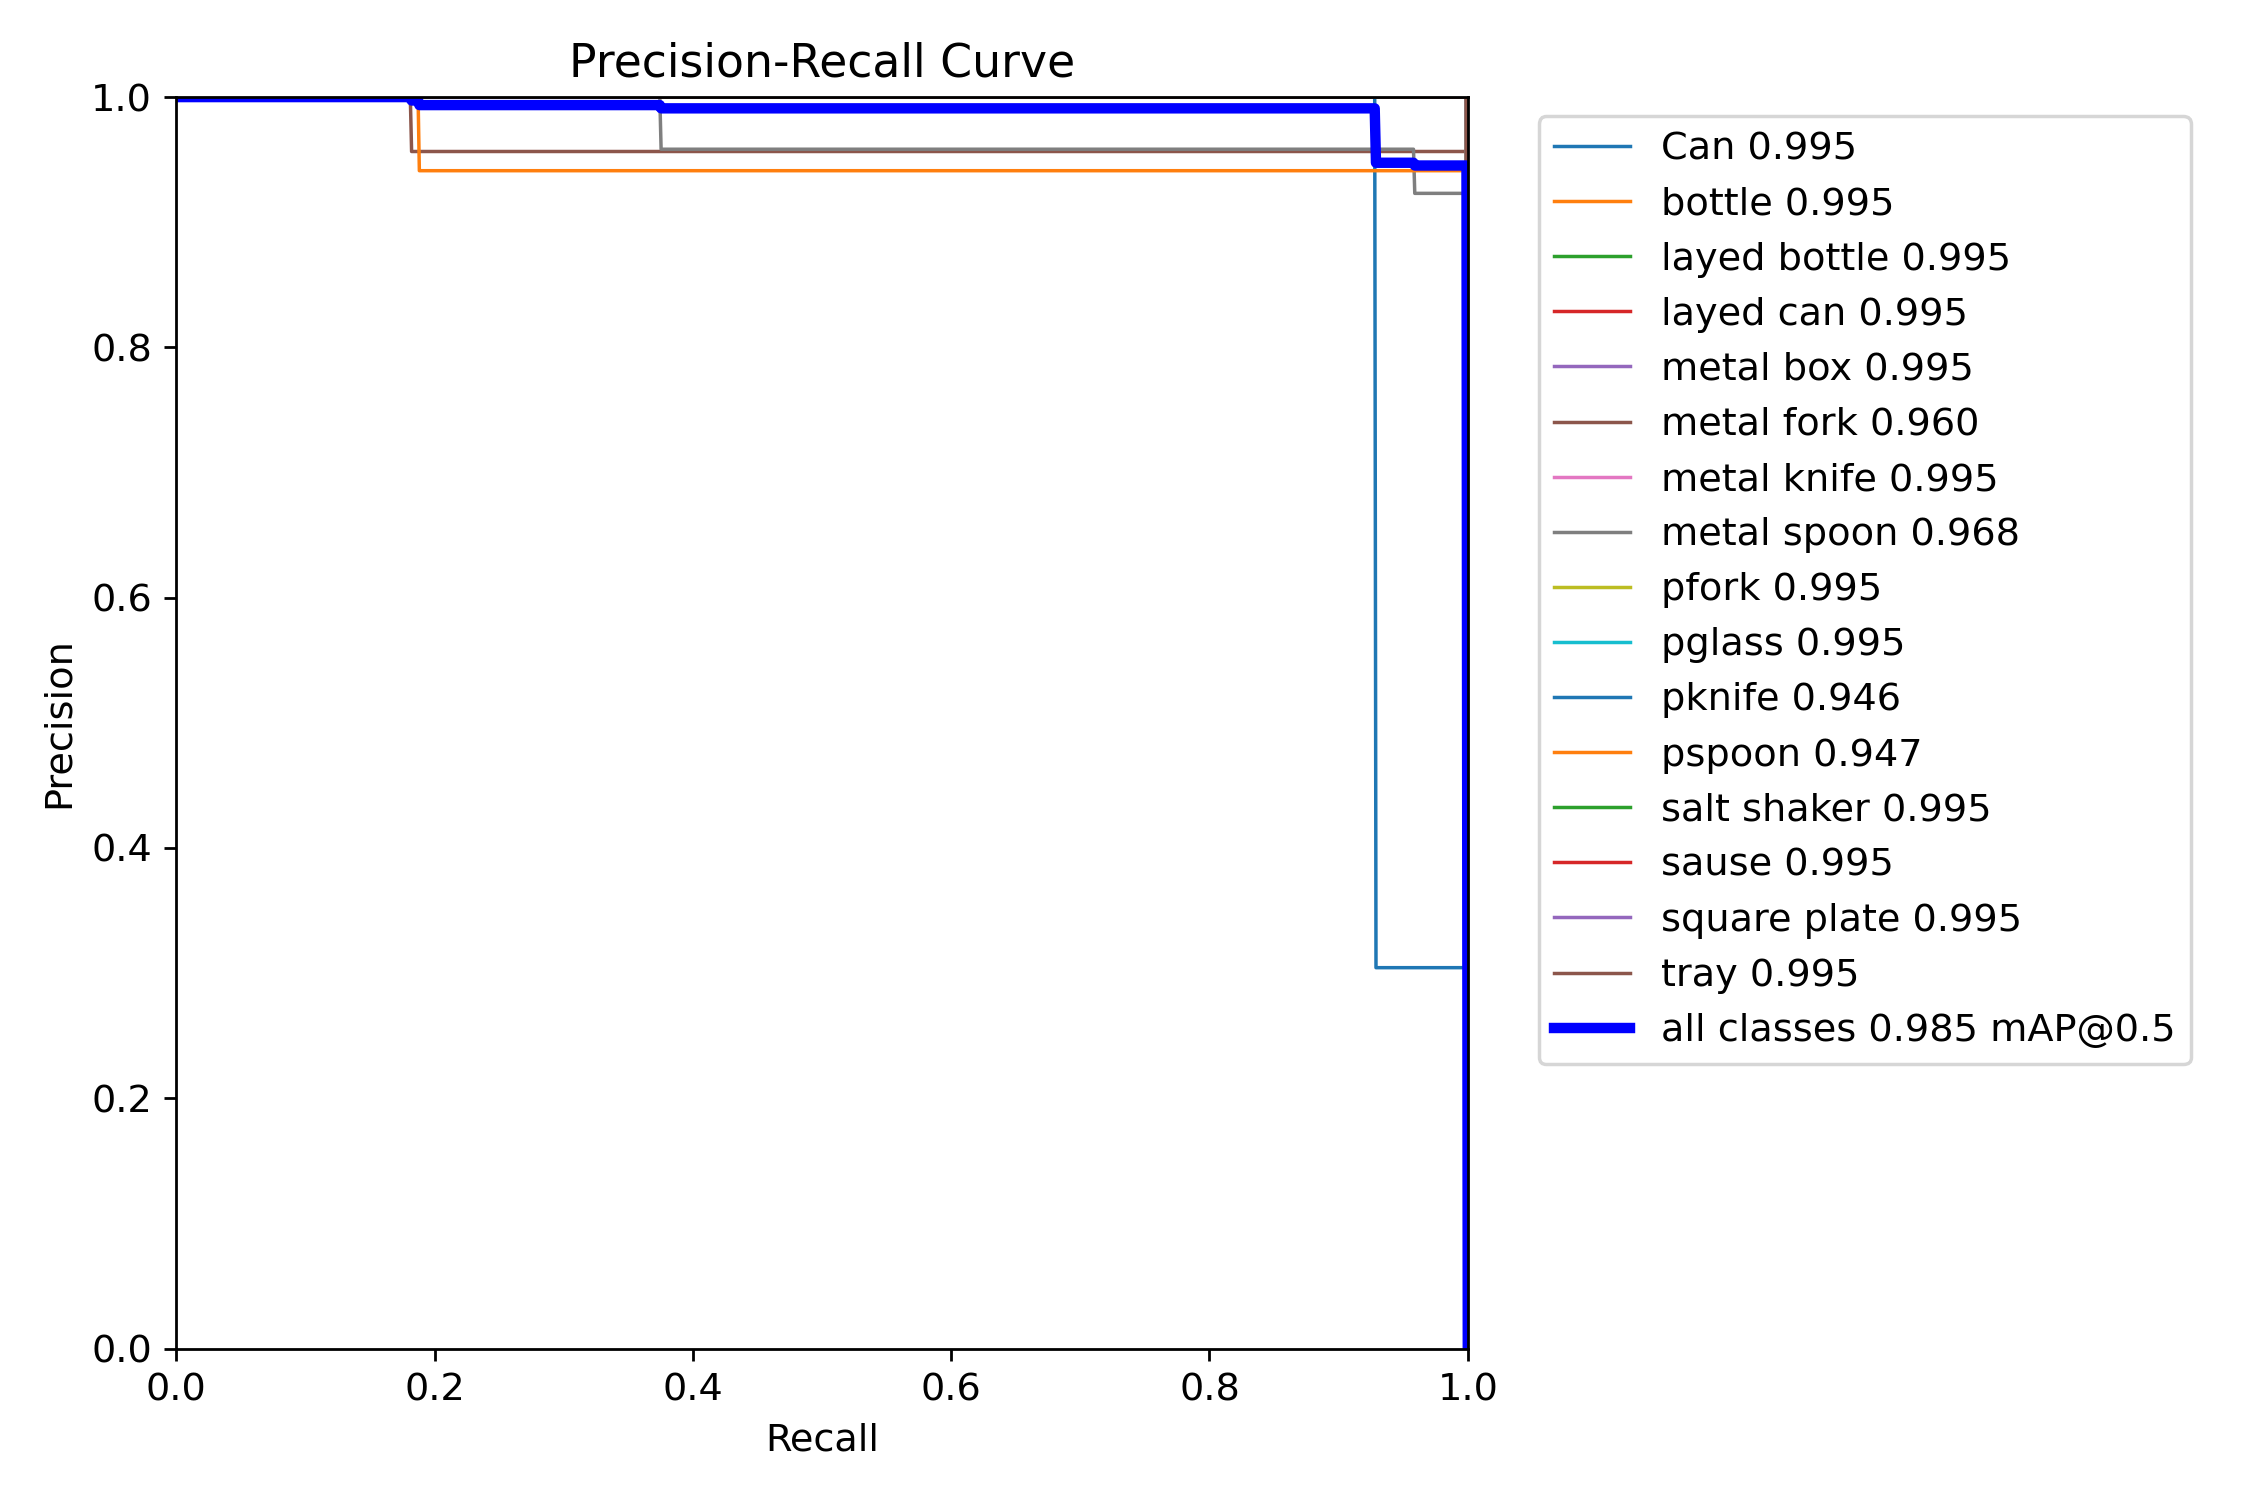 Precision-Recall Curve
1.0
0.8
0.6
0.4
0.2
0.0
Precision
0.0 0.2 0.4 0.6 0.8 1.0
Recall
Can 0.995
bottle 0.995
layed bottle 0.995
layed can 0.995
metal box 0.995
metal fork 0.960
metal knife 0.995
metal spoon 0.968
pfork 0.995
pglass 0.995
pknife 0.946
pspoon 0.947
salt shaker 0.995
sause 0.995
square plate 0.995
tray 0.995
all classes 0.985 mAP@0.5